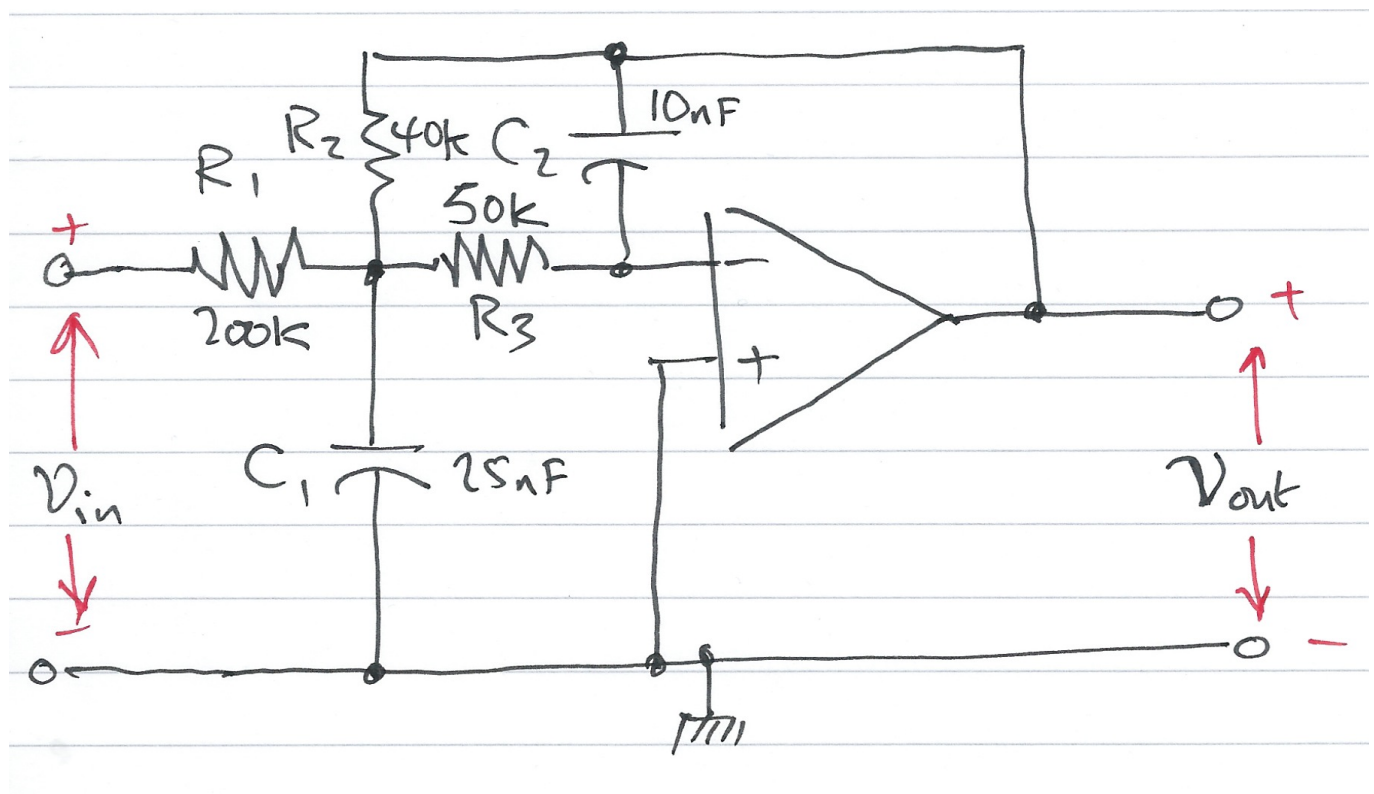 10nF
R2 40k C2
R1
50k
+
−
200k
R3
+
+
C1 25nF
Vin
Vout
−
−